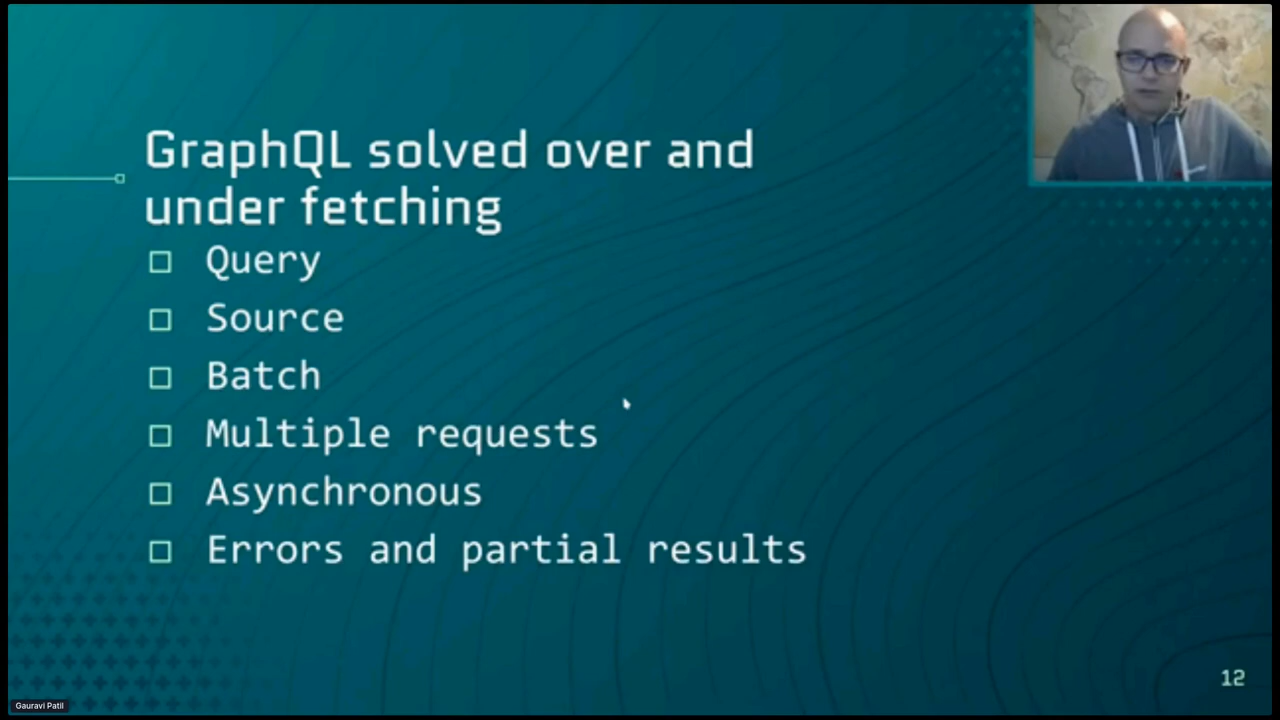 GraphQL solved over and
under fetching
Query
Source
Batch
Multiple requests
Asynchronous
Errors and partial results
12
Gauravi Patil